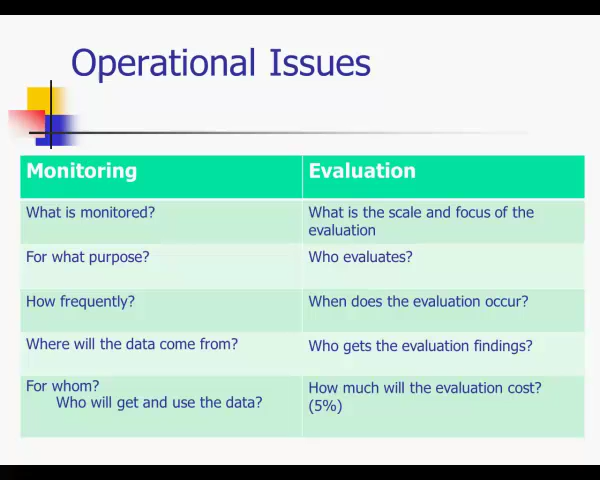 Operational Issues
Monitoring
Evaluation
What is monitored?
What is the scale and focus of the
evaluation
For what purpose?
Who evaluates?
How frequently?
When does the evaluation occur?
Where will the data come from?
Who gets the evaluation findings?
For whom?
Who will get and use the data?
How much will the evaluation cost?
(5%)